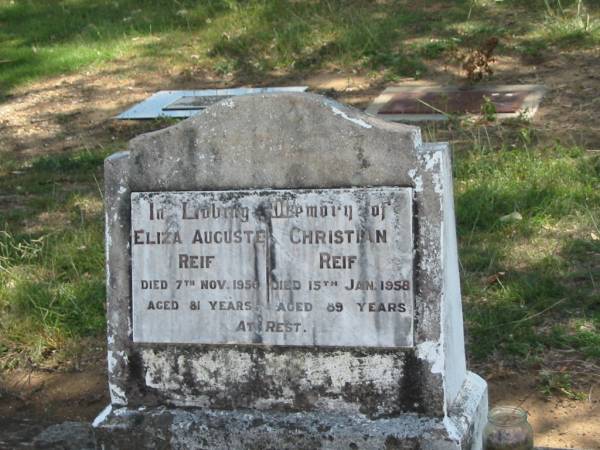 In Loving Memory of
ELIZA AUGUSTE CHRISTIAN
REIF REIF
DIED 7TH NOV. 1950 DIED 15TH JAN. 1958
AGED 81 YEARS. AGED 89 YEARS
AT REST.